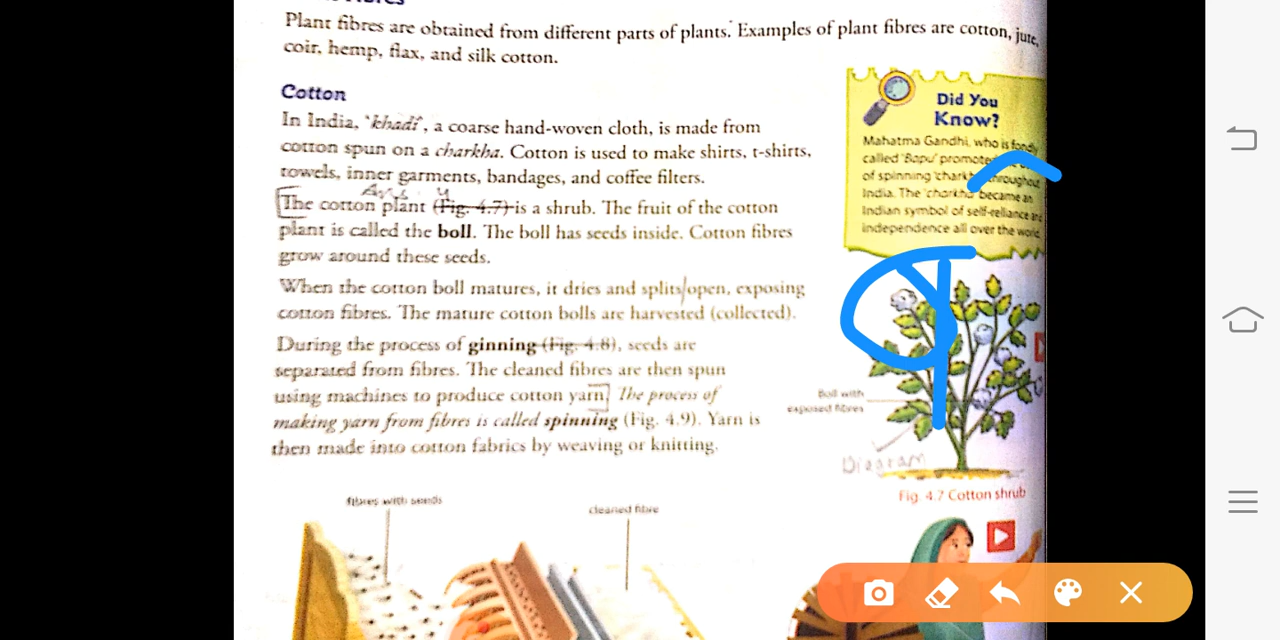 Plant fibres are obtained from different parts of plants. Examples of plant fibres are cotton, jute,
coir, hemp, flax, and silk cotton.
Cotton
In India, 'khadi', a coarse hand-woven cloth, is made from
cotton spun on a charkha. Cotton is used to make shirts, t-shirts,
towels, inner garments, bandages, and coffee filters.
The cotton plant (Fig. 4.7) is a shrub. The fruit of the cotton
plant is called the boll. The boll has seeds inside. Cotton fibres
grow around these seeds.
When the cotton boll matures, it dries and splits open, exposing
cotton fibres. The mature cotton bolls are harvested (collected).
During the process of ginning (Fig. 4.8), seeds are
separated from fibres. The cleaned fibres are then spun
using machines to produce cotton yarn. The process of
making yarn from fibres is called spinning (Fig. 4.9). Yarn is
then made into cotton fabrics by weaving or knitting.
Did You
Know?
Mahatma Gandhi, who is fondly
called 'Bapu' promoted
of spinning 'charkha' throughout
India. The 'charkha' became an
Indian symbol of self-reliance and
independence all over the world.
Boll with
exposed fibres
Diagram
Fig. 4.7 Cotton shrub
fibres with seeds
cleaned fibre